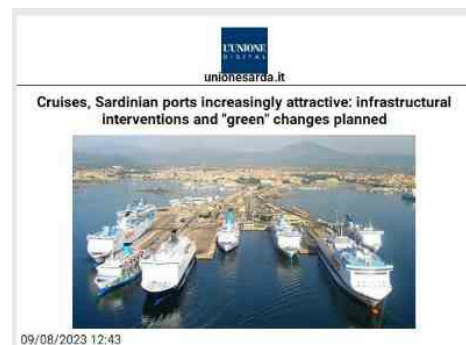 L'UNIONE
DIGITAL
unionesarda.it
Cruises, Sardinian ports increasingly attractive: infrastructural
interventions and "green" changes planned
09/08/2023 12:43